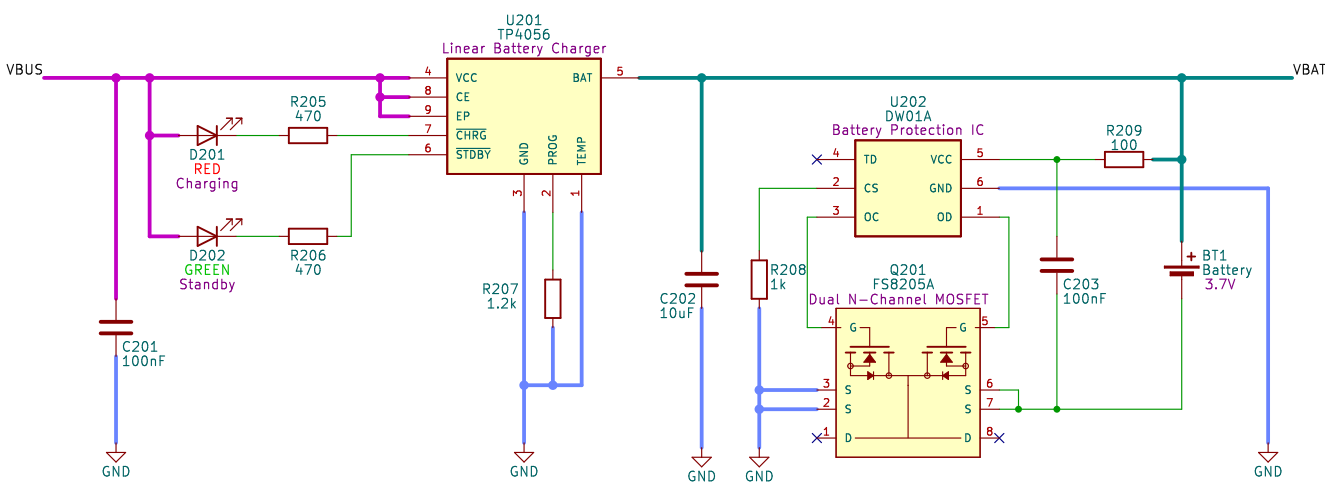 U201
TP4056
Linear Battery Charger
VBUS
4 VCC
8 CE
9 EP
7 CHRG
6 STDBY
BAT 5
GND
PROG
TEMP
3
2
1
VBAT
D201
RED
Charging
R205
470
D202
GREEN
Standby
R206
470
C201
100nF
GND
R207
1.2k
GND
C202
10uF
GND
U202
DW01A
Battery Protection IC
4 TD
2 CS
3 OC
VCC 5
GND 6
OD 1
R208
1k
GND
Q201
FS8205A
Dual N-Channel MOSFET
4 G
G 5
3 S
S 6
2 S
S 7
1 D
D 8
R209
100
C203
100nF
+
BT1
Battery
3.7V
GND